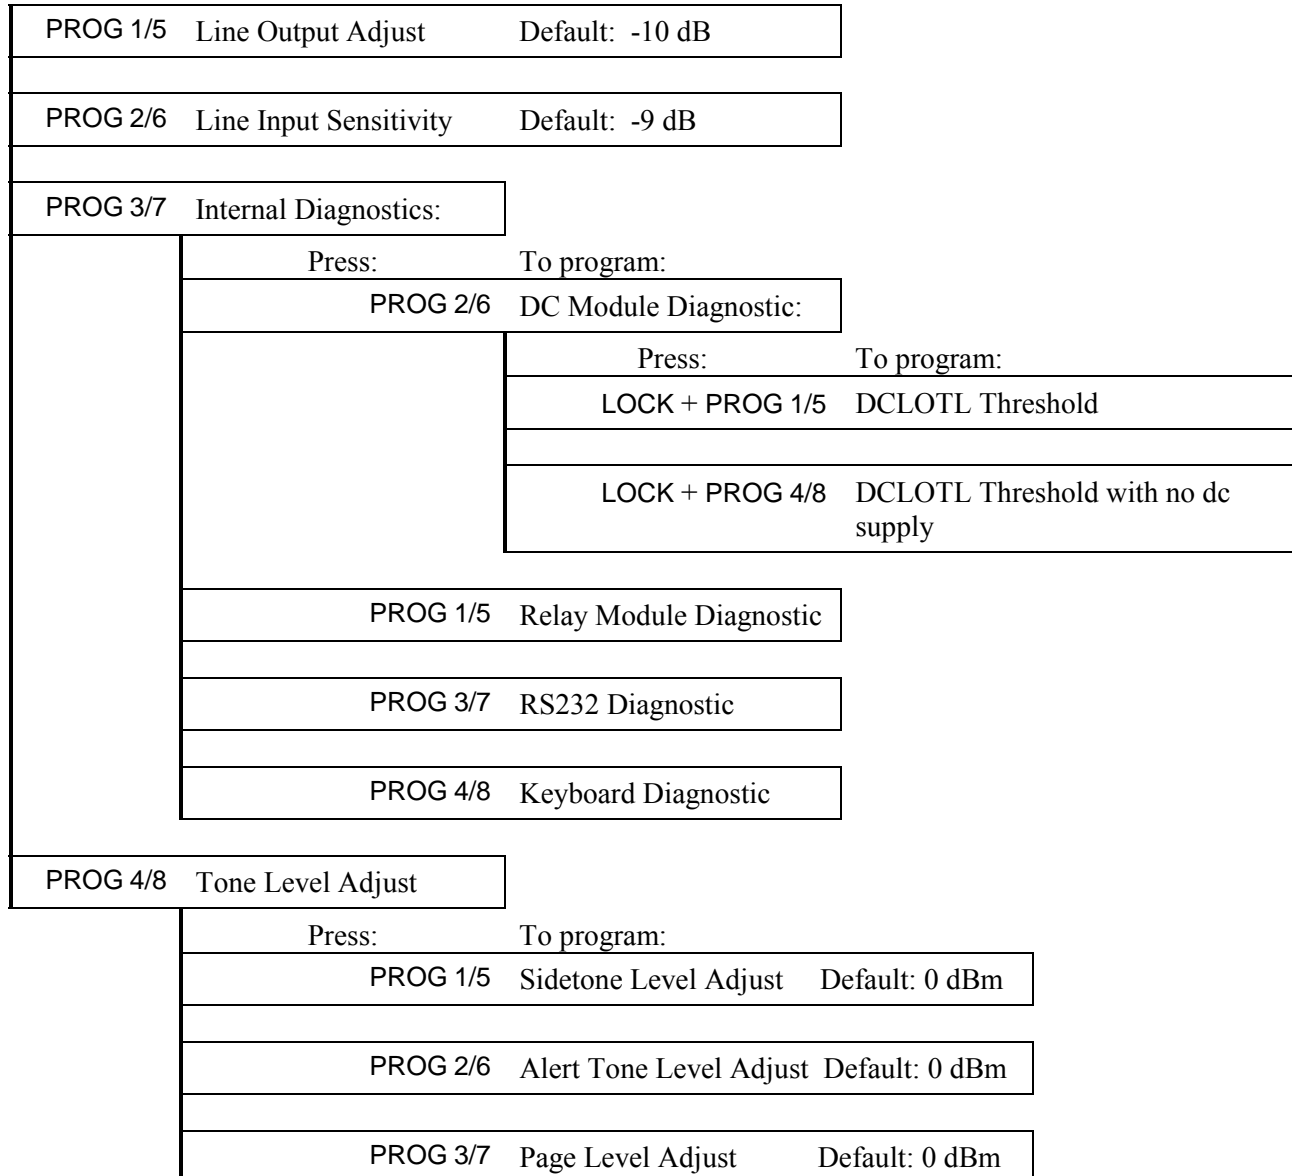 PROG 1/5 Line Output Adjust Default: -10 dB
PROG 2/6 Line Input Sensitivity Default: -9 dB
PROG 3/7 Internal Diagnostics:
Press: To program:
PROG 2/6 DC Module Diagnostic:
Press: To program:
LOCK + PROG 1/5 DCLOTL Threshold
LOCK + PROG 4/8 DCLOTL Threshold with no dc
supply
PROG 1/5 Relay Module Diagnostic
PROG 3/7 RS232 Diagnostic
PROG 4/8 Keyboard Diagnostic
PROG 4/8 Tone Level Adjust
Press: To program:
PROG 1/5 Sidetone Level Adjust Default: 0 dBm
PROG 2/6 Alert Tone Level Adjust Default: 0 dBm
PROG 3/7 Page Level Adjust Default: 0 dBm